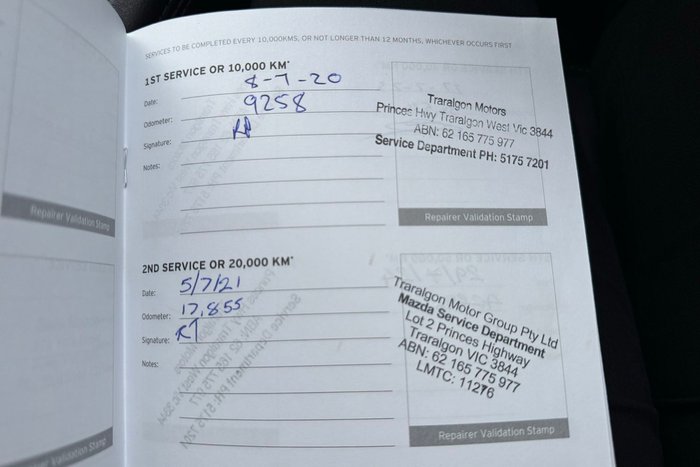 SERVICES TO BE COMPLETED EVERY 10,000KMS, OR NOT LONGER THAN 12 MONTHS, WHICHEVER OCCURS FIRST
1ST SERVICE OR 10,000 KM*
Date: 8-7-20
Odometer: 9258
Signature:
Notes:
Traralgon Motors
Princes Hwy Traralgon West Vic 3844
ABN: 62 165 775 977
Service Department PH: 5175 7201
Repairer Validation Stamp
Repairer Validation Stamp
2ND SERVICE OR 20,000 KM*
Date: 5/7/21
Odometer: 17,855
Signature:
Notes:
Traralgon Motor Group Pty Ltd
Mazda Service Department
Lot 2 Princes Highway
Traralgon VIC 3844
ABN: 62 165 775 977
LMTC: 11276
Repairer Validation Stamp
Repairer Validation Stamp